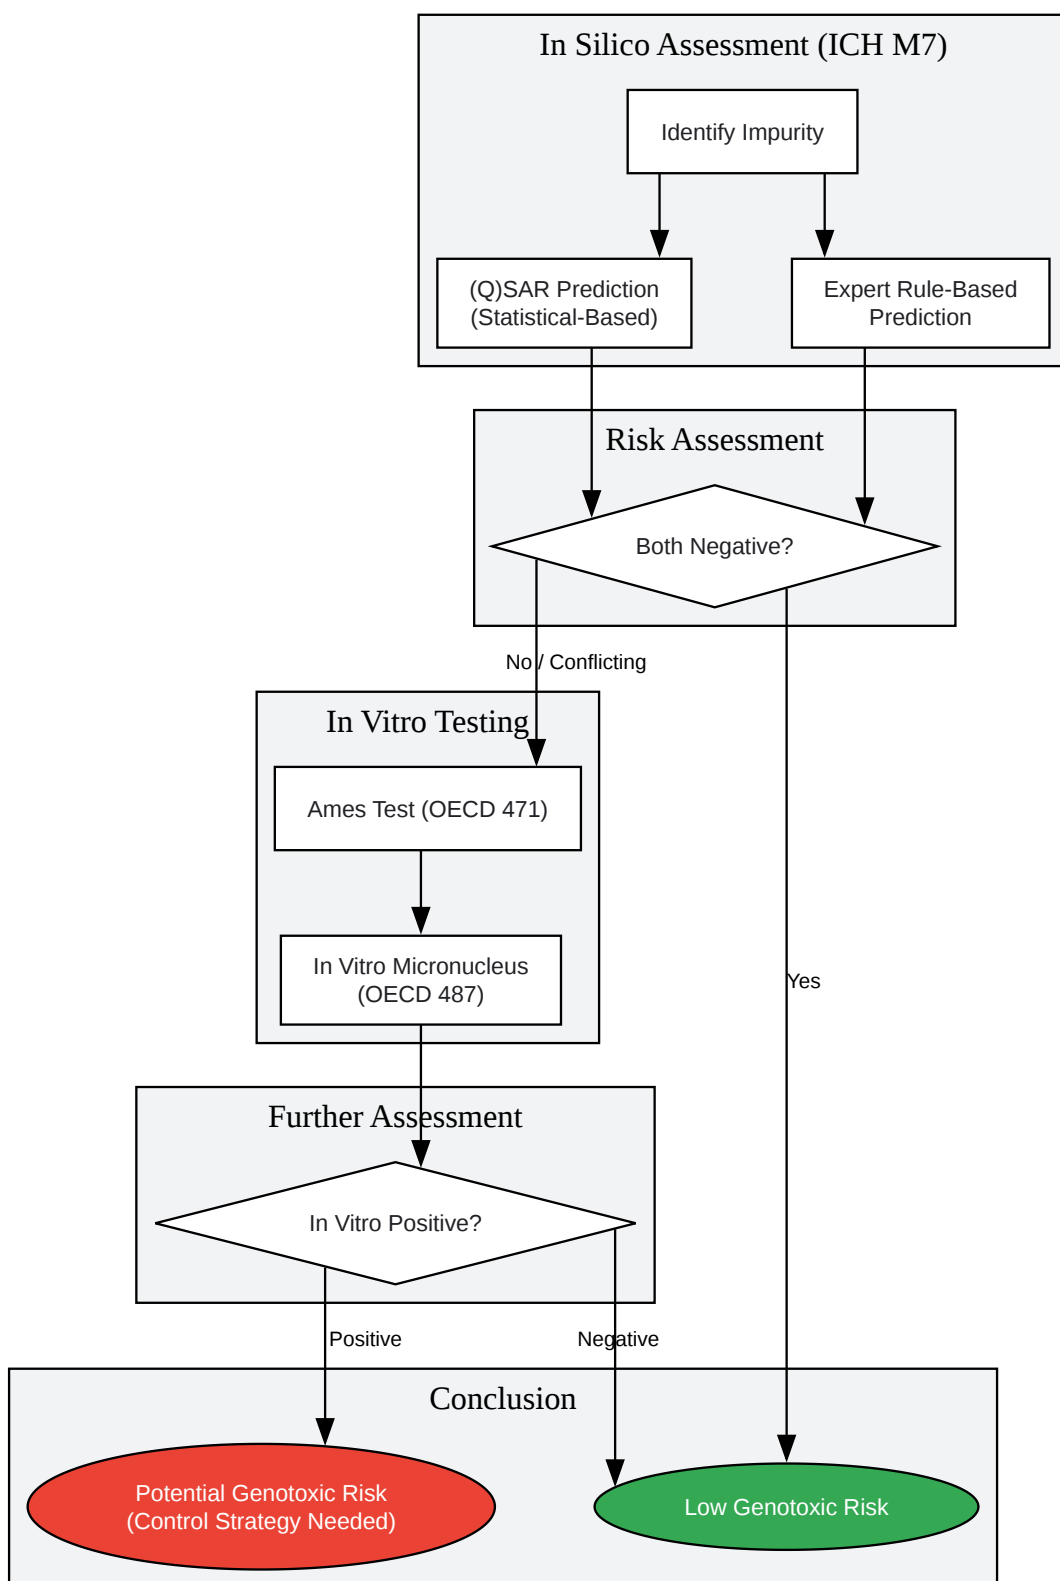 In Silico Assessment (ICH M7)
Identify Impurity
(Q)SAR Prediction
(Statistical-Based)
Expert Rule-Based
Prediction
Risk Assessment
Both Negative?
No / Conflicting
In Vitro Testing
Ames Test (OECD 471)
In Vitro Micronucleus
(OECD 487)
Yes
Further Assessment
In Vitro Positive?
Positive
Negative
Conclusion
Potential Genotoxic Risk
(Control Strategy Needed)
Low Genotoxic Risk